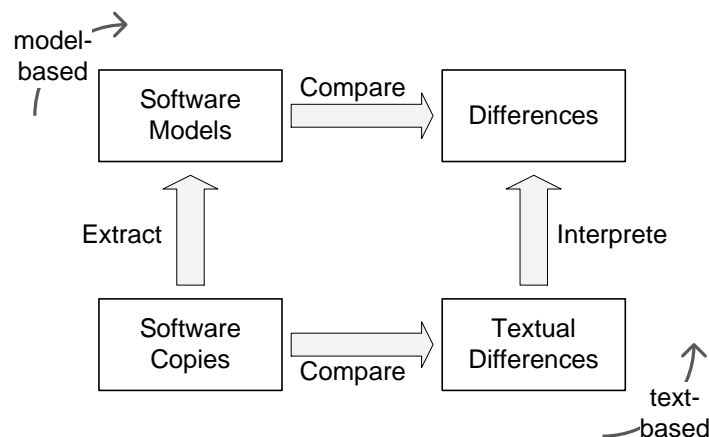 model-
based
Software
Models
Compare
Differences
Extract
Interprete
Software
Copies
Compare
Textual
Differences
text-
based